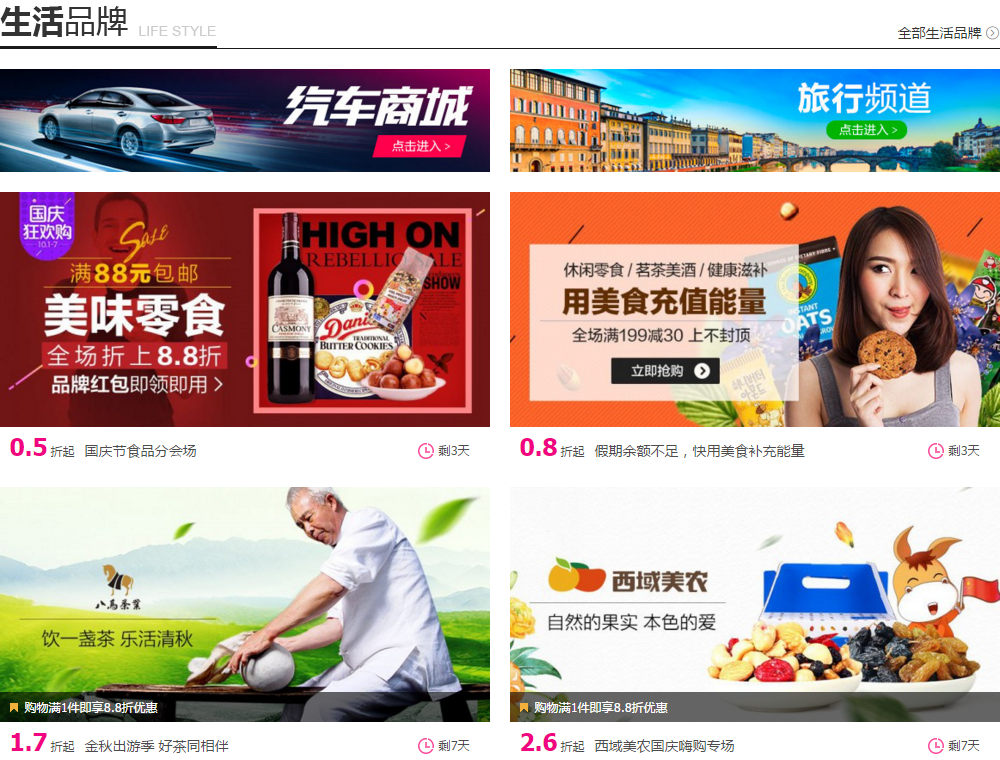 生活品牌 LIFE STYLE
全部生活品牌
汽车商城
点击进入 >
旅行频道
点击进入 >
国庆
狂欢购
10.1-7
Sale
满88元包邮
美味零食
全场折上8.8折
品牌红包即领即用 >
HIGH ON
REBELLIO ALE
SHOW
CASMONY
Danisa
TRADITIONAL
BUTTER COOKIES
休闲零食 / 茗茶美酒 / 健康滋补
用美食充值能量
全场满199减30 上不封顶
立即抢购 >
INSTANT
OATS
0.5 折起 国庆节食品分会场
剩3天
0.8 折起 假期余额不足，快用美食补充能量
剩3天
八马茶业
饮一盏茶 乐活清秋
购物满1件即享8.8折优惠
西域美农
自然的果实 本色的爱
购物满1件即享8.8折优惠
1.7 折起 金秋出游季 好茶同相伴
剩7天
2.6 折起 西域美农国庆嗨购专场
剩7天